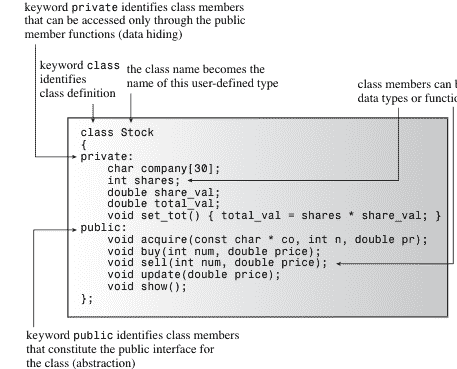 keyword private identifies class members
that can be accessed only through the public
member functions (data hiding)
keyword class
identifies
class definition
the class name becomes the
name of this user-defined type
class members can
data types or functi
class Stock
{
private:
char company[30];
int shares;
double share_val;
double total_val;
void set_tot() { total_val = shares * share_val; }
public:
void acquire(const char * co, int n, double pr);
void buy(int num, double price);
void sell(int num, double price);
void update(double price);
void show();
};
keyword public identifies class members
that constitute the public interface for
the class (abstraction)